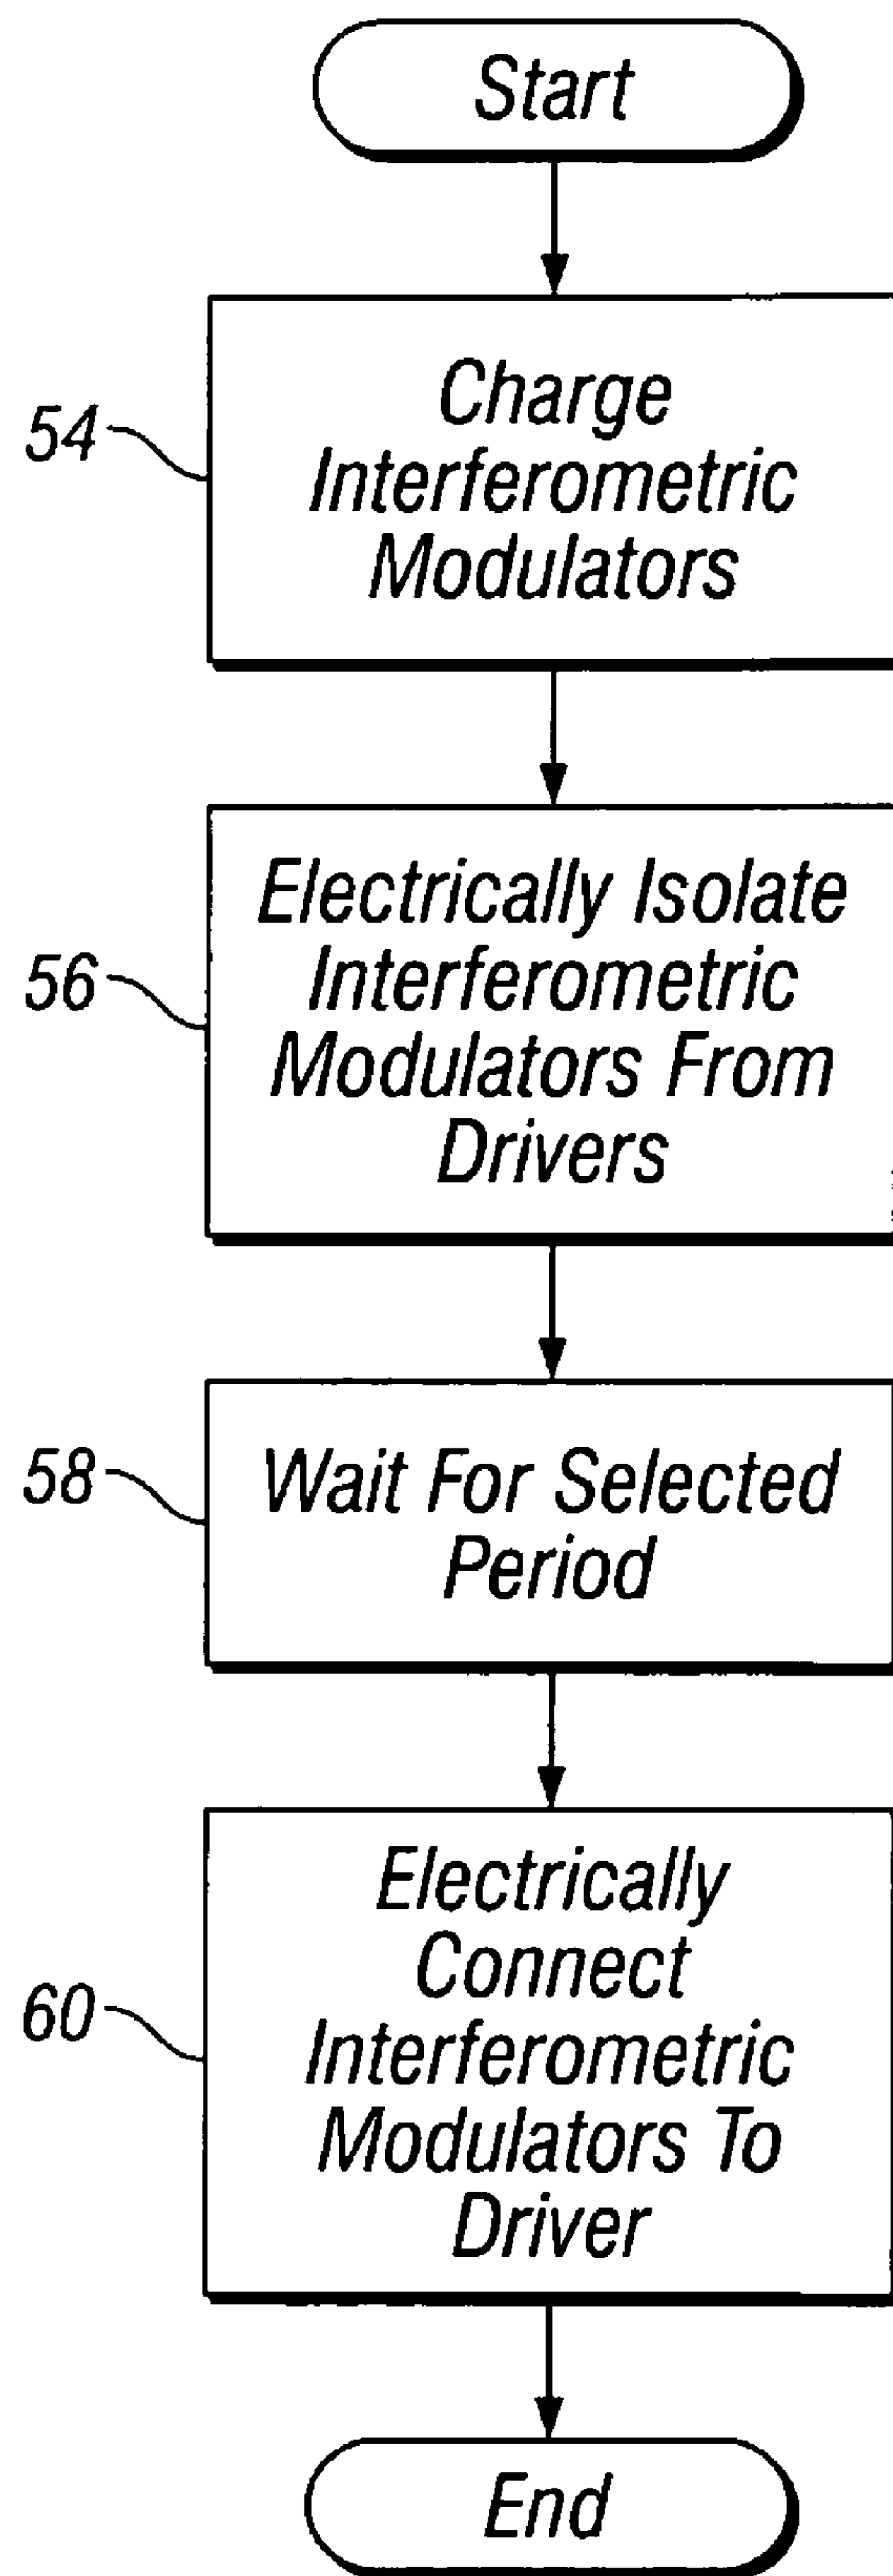 Start
54
Charge
Interferometric
Modulators
56
Electrically Isolate
Interferometric
Modulators From
Drivers
58
Wait For Selected
Period
60
Electrically
Connect
Interferometric
Modulators To
Driver
End